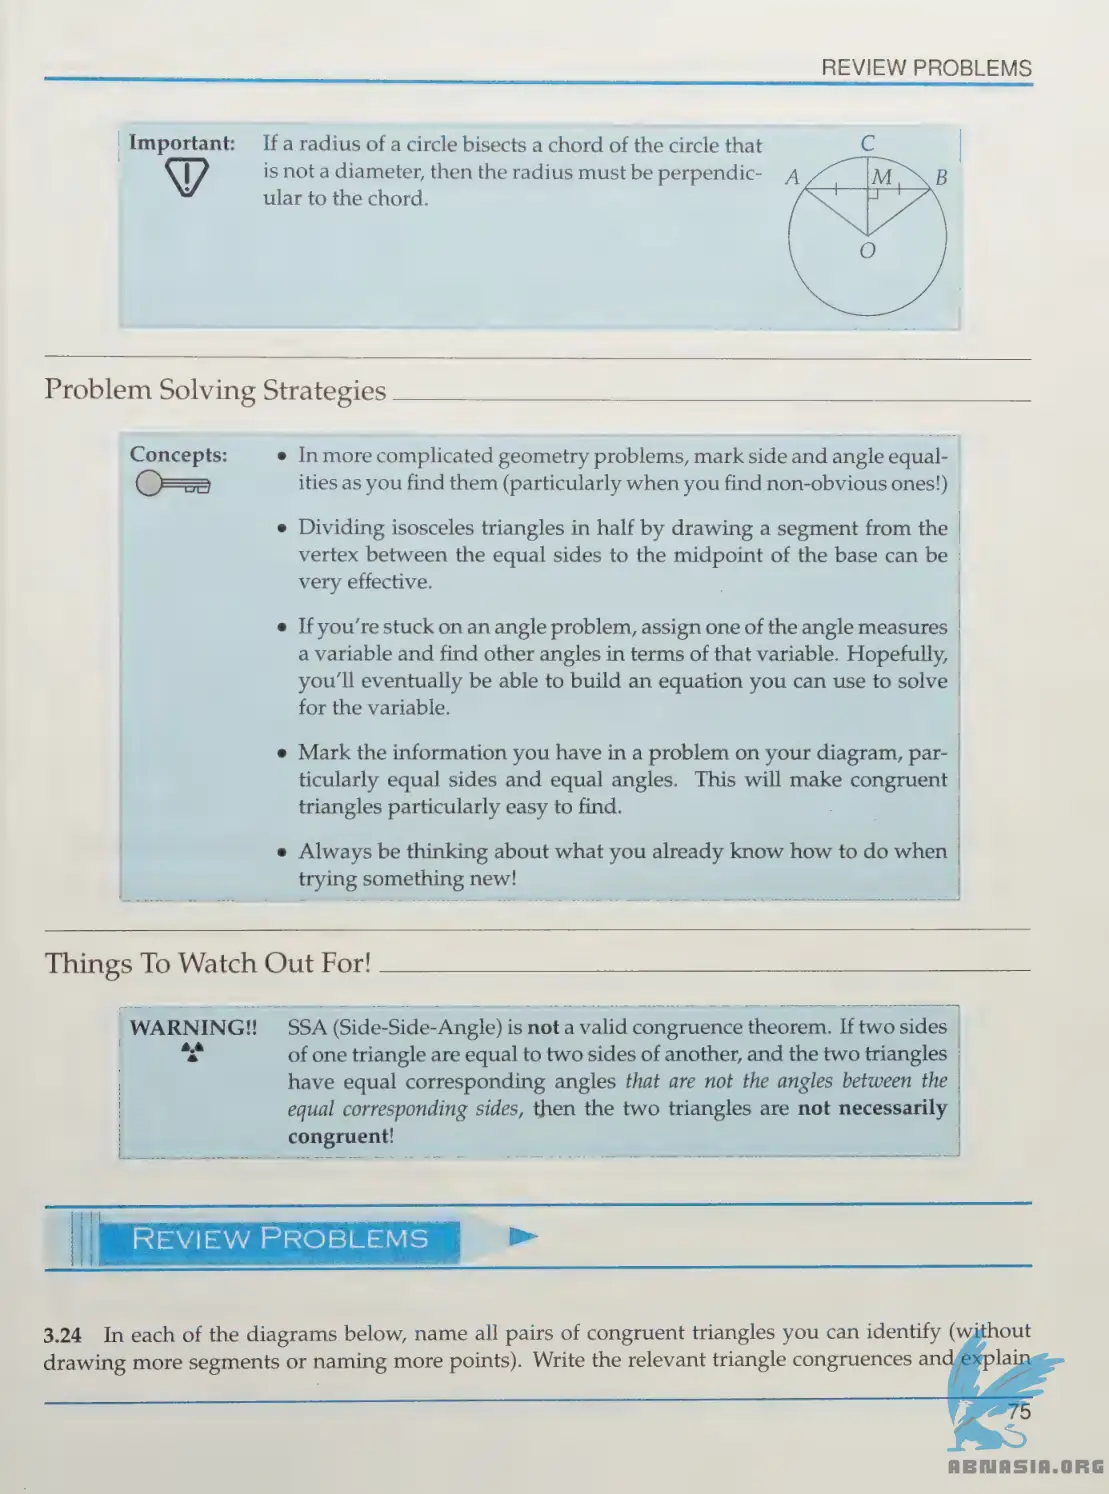 REVIEW PROBLEMS
Important: If a radius of a circle bisects a chord of the circle that
is not a diameter, then the radius must be perpendic-
ular to the chord.
C
A M B
O
Problem Solving Strategies
Concepts: • In more complicated geometry problems, mark side and angle equal-
ities as you find them (particularly when you find non-obvious ones!)
• Dividing isosceles triangles in half by drawing a segment from the
vertex between the equal sides to the midpoint of the base can be
very effective.
• If you're stuck on an angle problem, assign one of the angle measures
a variable and find other angles in terms of that variable. Hopefully,
you'll eventually be able to build an equation you can use to solve
for the variable.
• Mark the information you have in a problem on your diagram, par-
ticularly equal sides and equal angles. This will make congruent
triangles particularly easy to find.
• Always be thinking about what you already know how to do when
trying something new!
Things To Watch Out For!
WARNING!! SSA (Side-Side-Angle) is not a valid congruence theorem. If two sides
of one triangle are equal to two sides of another, and the two triangles
have equal corresponding angles that are not the angles between the
equal corresponding sides, then the two triangles are not necessarily
congruent!
REVIEW PROBLEMS
3.24 In each of the diagrams below, name all pairs of congruent triangles you can identify (without
drawing more segments or naming more points). Write the relevant triangle congruences and explain
75
ABNASIA.ORG